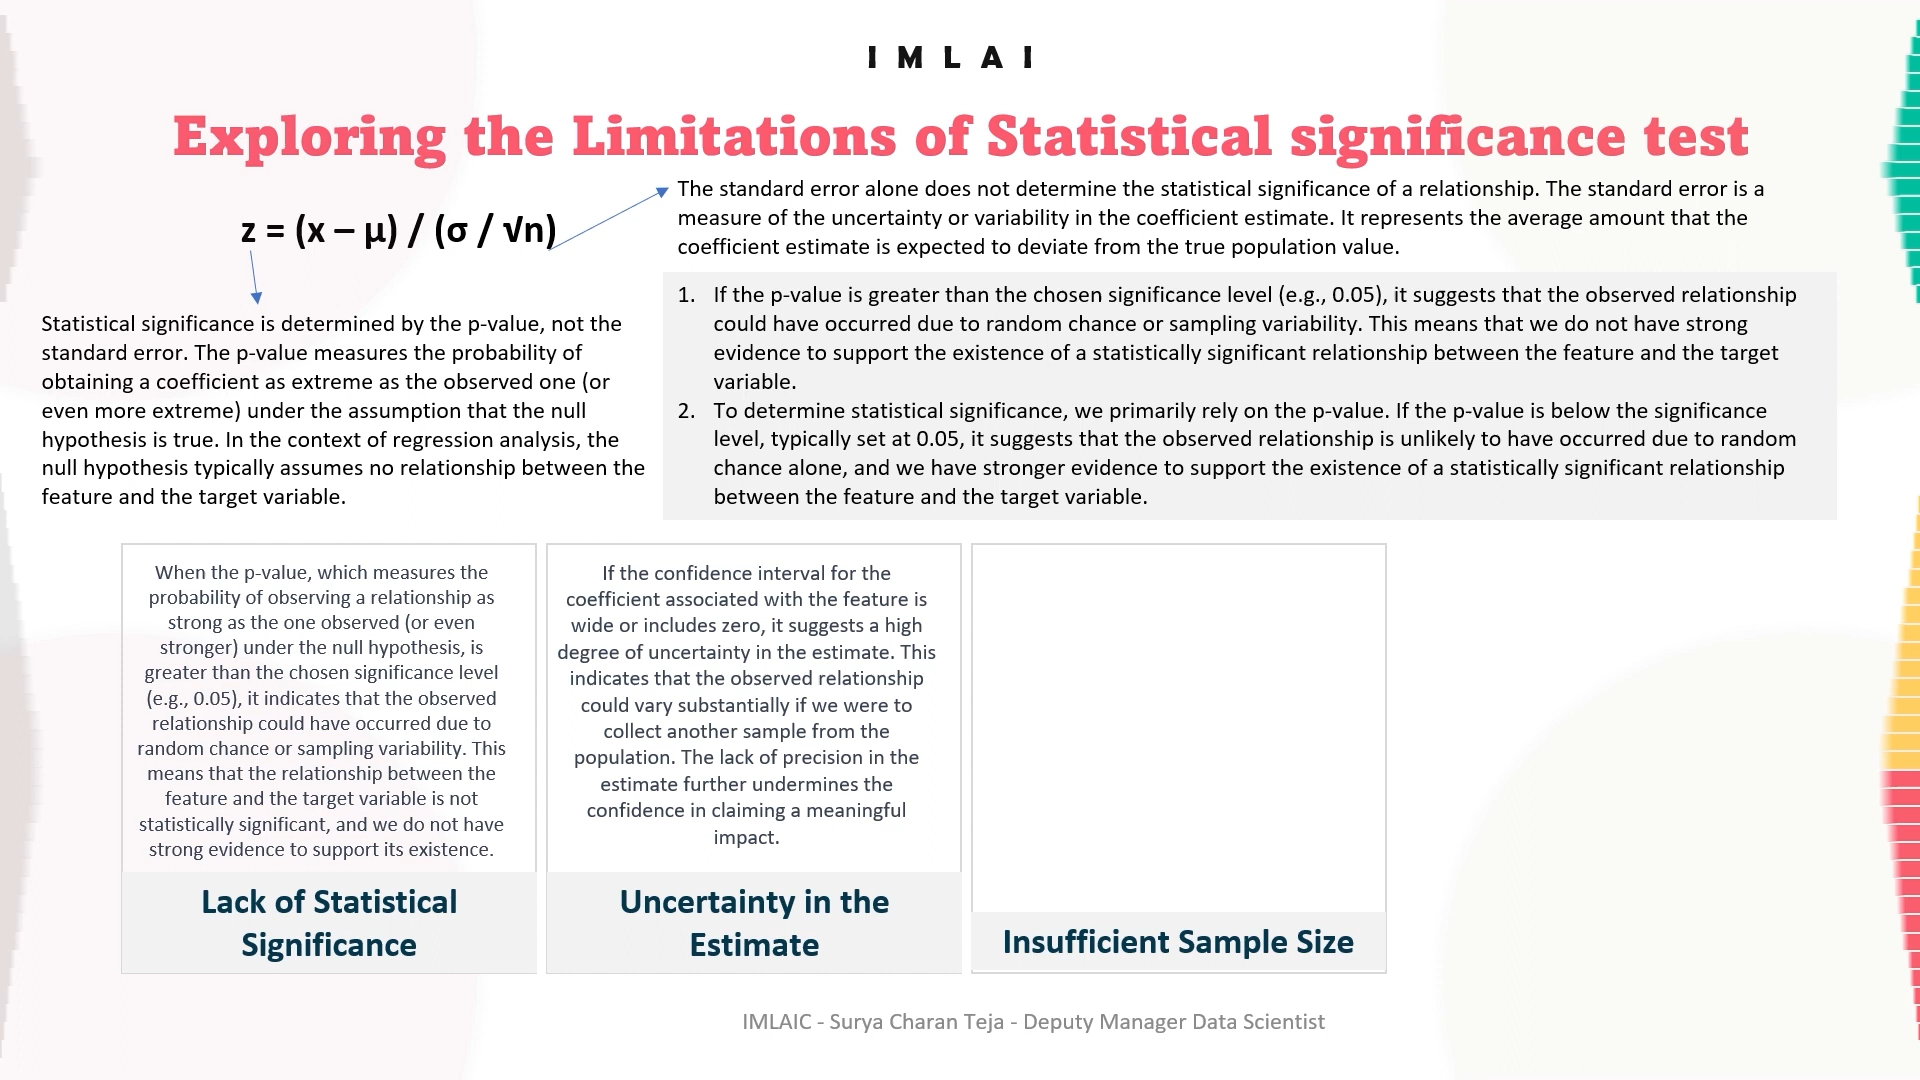 IMLAI
Exploring the Limitations of Statistical significance test
z = (x – μ) / (σ / √n)
The standard error alone does not determine the statistical significance of a relationship. The standard error is a
measure of the uncertainty or variability in the coefficient estimate. It represents the average amount that the
coefficient estimate is expected to deviate from the true population value.
Statistical significance is determined by the p-value, not the
standard error. The p-value measures the probability of
obtaining a coefficient as extreme as the observed one (or
even more extreme) under the assumption that the null
hypothesis is true. In the context of regression analysis, the
null hypothesis typically assumes no relationship between the
feature and the target variable.
1. If the p-value is greater than the chosen significance level (e.g., 0.05), it suggests that the observed relationship
could have occurred due to random chance or sampling variability. This means that we do not have strong
evidence to support the existence of a statistically significant relationship between the feature and the target
variable.
2. To determine statistical significance, we primarily rely on the p-value. If the p-value is below the significance
level, typically set at 0.05, it suggests that the observed relationship is unlikely to have occurred due to random
chance alone, and we have stronger evidence to support the existence of a statistically significant relationship
between the feature and the target variable.
When the p-value, which measures the
probability of observing a relationship as
strong as the one observed (or even
stronger) under the null hypothesis, is
greater than the chosen significance level
(e.g., 0.05), it indicates that the observed
relationship could have occurred due to
random chance or sampling variability. This
means that the relationship between the
feature and the target variable is not
statistically significant, and we do not have
strong evidence to support its existence.
Lack of Statistical
Significance
If the confidence interval for the
coefficient associated with the feature is
wide or includes zero, it suggests a high
degree of uncertainty in the estimate. This
indicates that the observed relationship
could vary substantially if we were to
collect another sample from the
population. The lack of precision in the
estimate further undermines the
confidence in claiming a meaningful
impact.
Uncertainty in the
Estimate
Insufficient Sample Size
IMLAIC - Surya Charan Teja - Deputy Manager Data Scientist